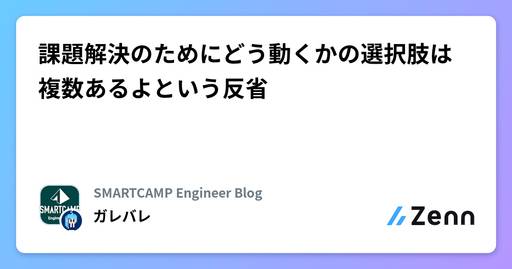 課題解決のためにどう動くかの選択肢は
複数あるよという反省
SMARTCAMP Engineer Blog
ガレバレ
Zenn
SMARTCAMP